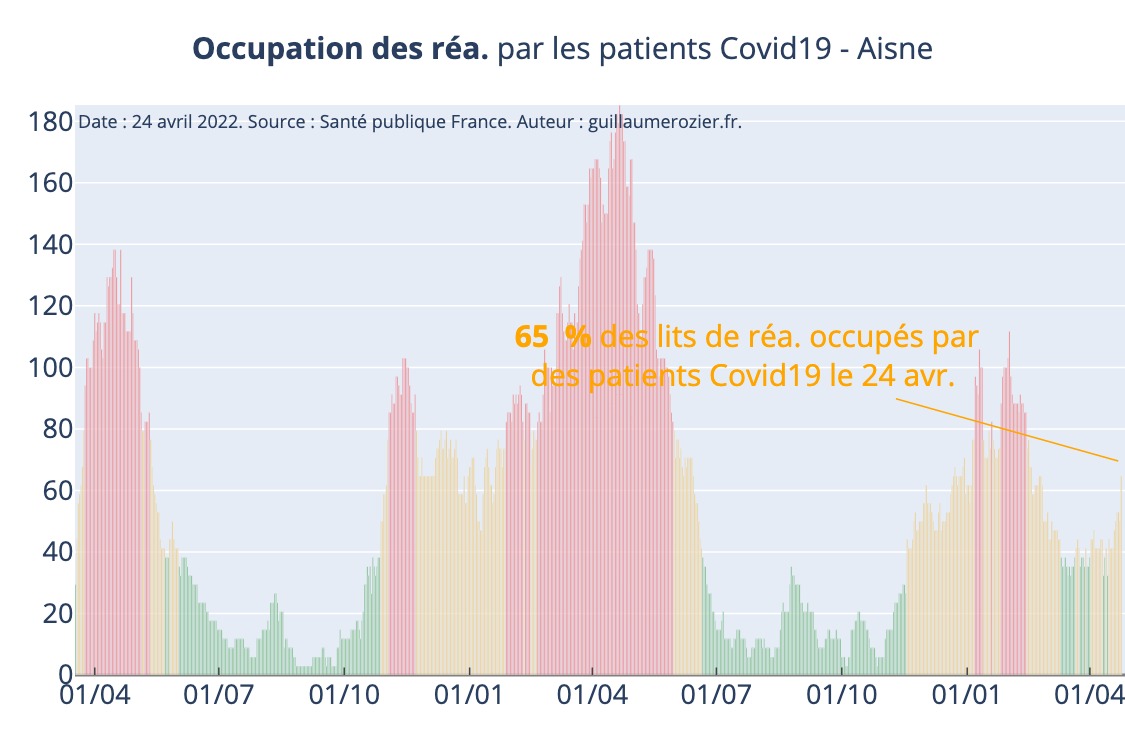 Occupation des réa. par les patients Covid19 - Aisne
180
Date : 24 avril 2022. Source : Santé publique France. Auteur : guillaumerozier.fr.
160
140
120
65 % des lits de réa. occupés par
100
des patients Covid19 le 24 avr.
80
60
40
20
0
01/04 01/07 01/10 01/01 01/04 01/07 01/10 01/01 01/04